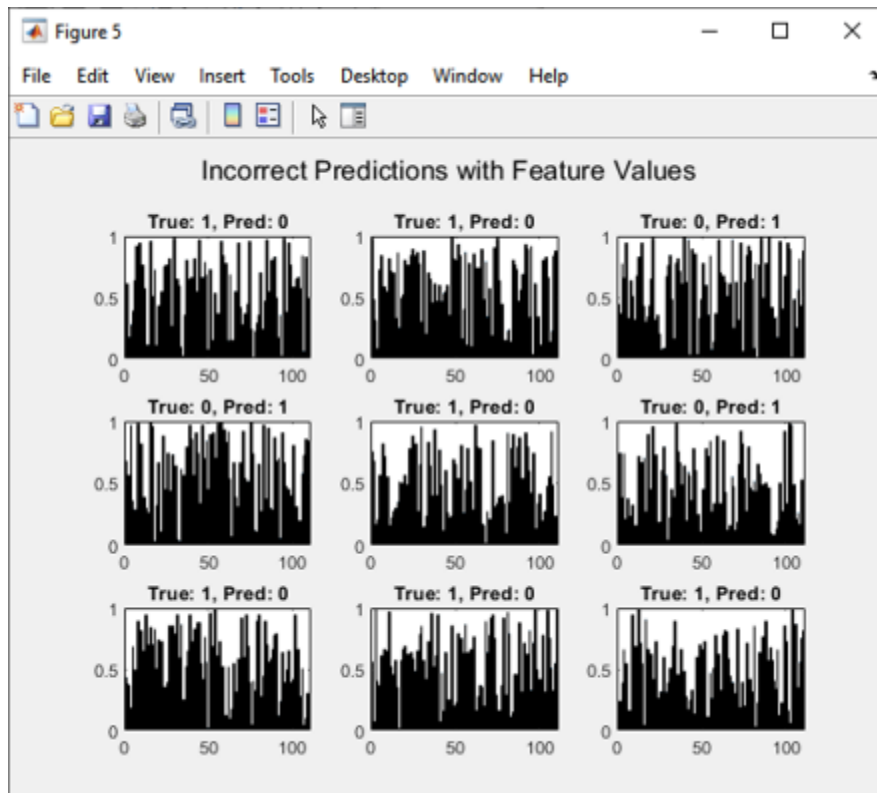 Figure 5
File Edit View Insert Tools Desktop Window Help
Incorrect Predictions with Feature Values
True: 1, Pred: 0
True: 1, Pred: 0
True: 0, Pred: 1
1
0.5
0
0 50 100
1
0.5
0
0 50 100
1
0.5
0
0 50 100
True: 0, Pred: 1
True: 1, Pred: 0
True: 0, Pred: 1
1
0.5
0
0 50 100
1
0.5
0
0 50 100
1
0.5
0
0 50 100
True: 1, Pred: 0
True: 1, Pred: 0
True: 1, Pred: 0
1
0.5
0
0 50 100
1
0.5
0
0 50 100
1
0.5
0
0 50 100